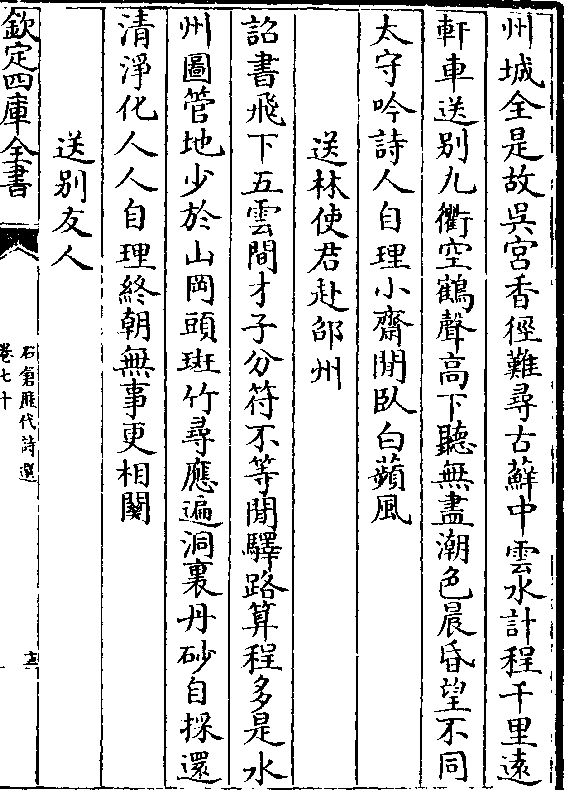 州城全是故吳宮香徑難尋古蘚中雲水計程千里遠
軒車送别九衢空鶴聲高下聽無盡潮色晨昏望不同
太守吟詩人自理小齋閒臥白蘋風
送林使君赴邵州
詔書飛下五雲間才子分符不等閒驛路算程多是水
州圖管地少於山岡頭斑竹尋應遍洞裏丹砂自採還
清淨化人人自理終朝無事更相關
送别友人
欽定四庫全書
石倉歷代詩選
卷七十